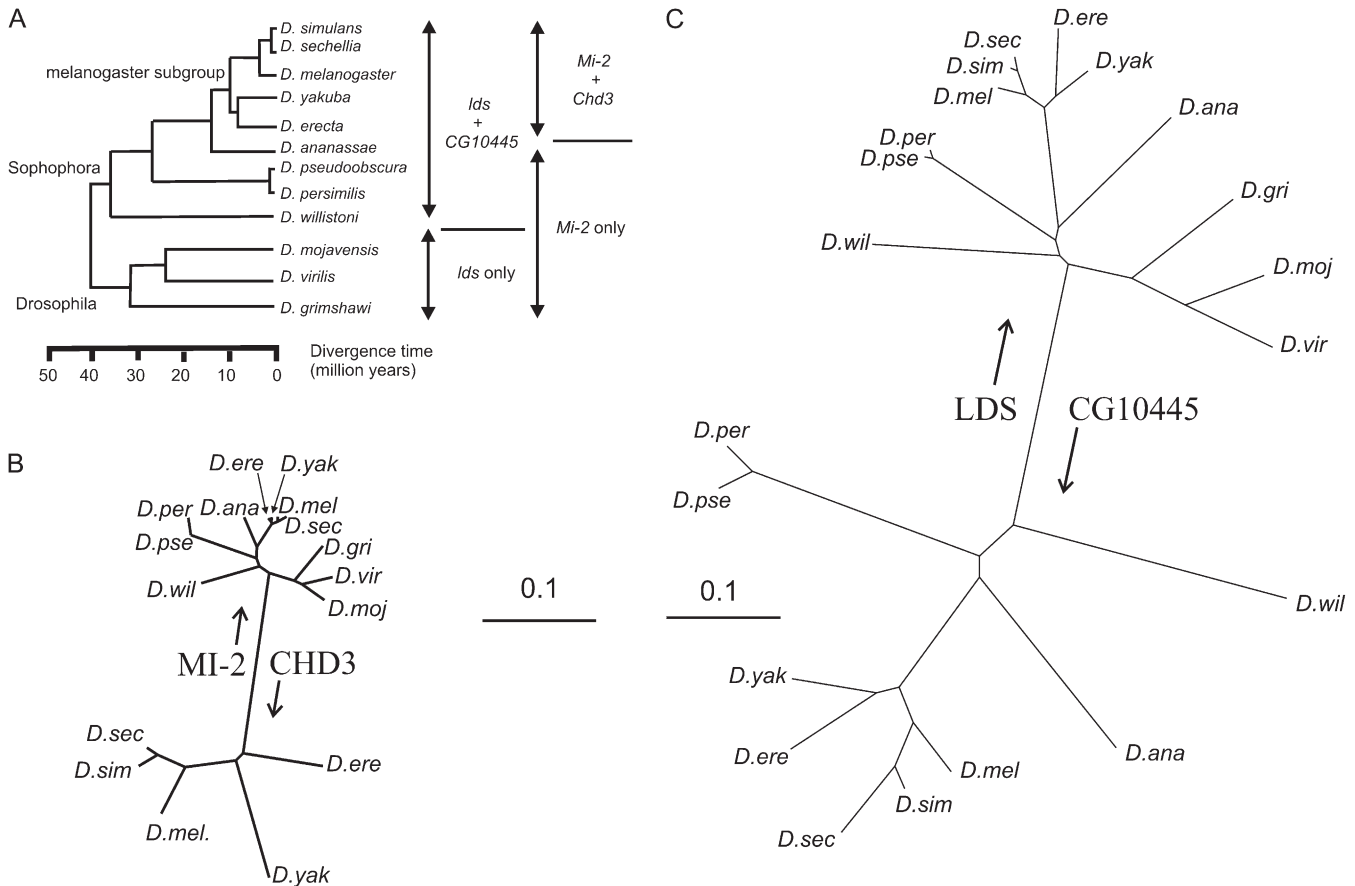 A
D. simulans
D. sechellia
melanogaster subgroup
D. melanogaster
D. yakuba
D. erecta
D. ananassae
Sophophora
D. pseudoobscura
D. persimilis
D. willistoni
D. mojavensis
D. virilis
Drosophila
D. grimshawi
lds
+
CG10445
lds only
Mi-2
+
Chd3
Mi-2 only
50 40 30 20 10 0
Divergence time
(million years)
B
D.ere D.yak
D.per D.ana D.mel
D.sec
D.pse
D.gri
D.wil
D.vir
D.moj
MI-2 CHD3
D.sec
D.sim
D.ere
D.mel.
D.yak
0.1
C
D.ere
D.sec
D.sim
D.yak
D.mel
D.ana
D.per
D.pse
D.gri
D.wil
D.moj
D.vir
LDS CG10445
D.per
D.pse
0.1
D.wil
D.yak
D.ere
D.ana
D.mel
D.sim
D.sec